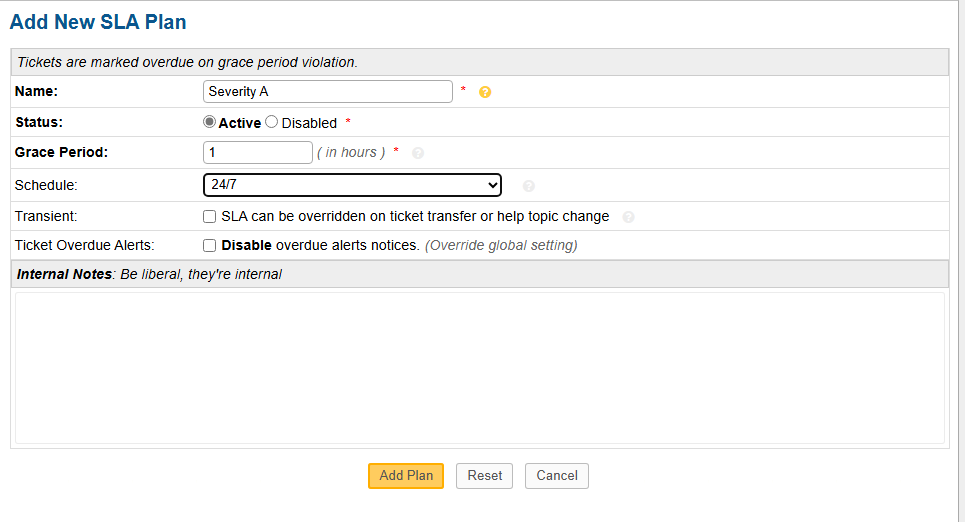 Add New SLA Plan
Tickets are marked overdue on grace period violation.
Name: Severity A * ?
Status: Active Disabled *
Grace Period: 1 ( in hours ) * ?
Schedule: 24/7 ?
Transient: SLA can be overridden on ticket transfer or help topic change ?
Ticket Overdue Alerts: Disable overdue alerts notices. (Override global setting)
Internal Notes: Be liberal, they're internal
Add Plan Reset Cancel